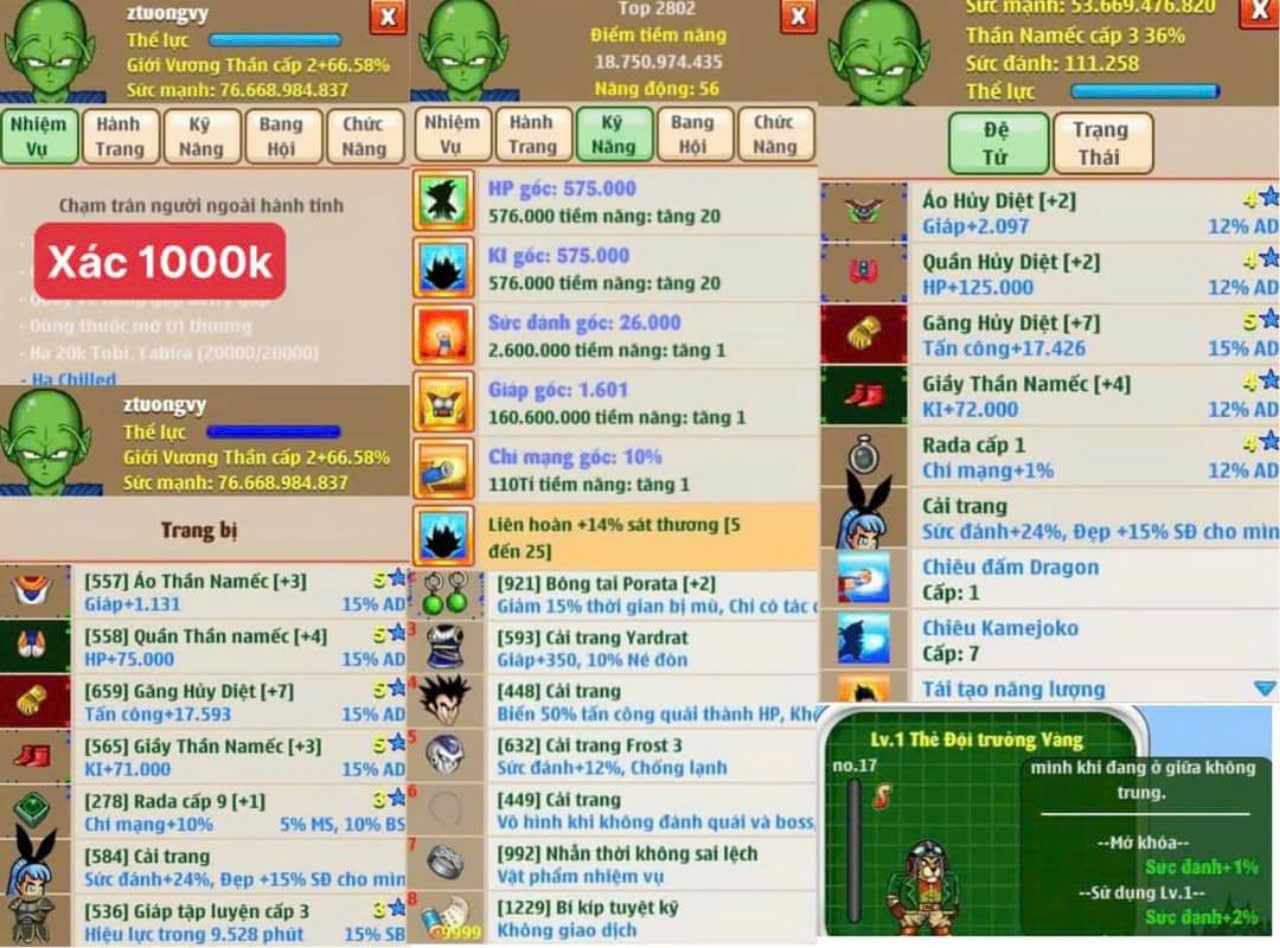 ztuongvy
Thể lực
Giới Vương Thần cấp 2+66.58%
Sức mạnh: 76.668.984.837
X
Nhiệm Vụ
Hành Trang
Kỹ Năng
Bang Hội
Chức Năng
Chạm trán người ngoài hành tinh
Xác 1000k
- Dùng thuốc mỡ trị thương
- Hạ 20k Tobi, Cabira (20000/20000)
- Hạ Chilled
ztuongvy
Thể lực
Giới Vương Thần cấp 2+66.58%
Sức mạnh: 76.668.984.837
Trang bị
[557] Áo Thần Namếc [+3] 5
Giáp+1.131 15% AD
[558] Quần Thần namếc [+4] 5
HP+75.000 15% AD
[659] Găng Hủy Diệt [+7] 5
Tấn công+17.593 15% AD
[565] Giầy Thần Namếc [+3] 5
KI+71.000 15% AD
[278] Rada cấp 9 [+1] 3
Chí mạng+10% 5% MS, 10% BS
[584] Cải trang
Sức đánh+24%, Đẹp +15% SĐ cho min
[536] Giáp tập luyện cấp 3 3
Hiệu lực trong 9.528 phút 15% SB
Top 2802
Điểm tiềm năng
18.750.974.435
Năng động: 56
X
Nhiệm Vụ
Hành Trang
Kỹ Năng
Bang Hội
Chức Năng
HP gốc: 575.000
576.000 tiềm năng: tăng 20
KI gốc: 575.000
576.000 tiềm năng: tăng 20
Sức đánh gốc: 26.000
2.600.000 tiềm năng: tăng 1
Giáp gốc: 1.601
160.600.000 tiềm năng: tăng 1
Chí mạng gốc: 10%
110Tỉ tiềm năng: tăng 1
Liên hoàn +14% sát thương [5
đến 25]
[921] Bông tai Porata [+2]
Giảm 15% thời gian bị mù, Chỉ có tác
3
[593] Cải trang Yardrat
Giáp+350, 10% Né đòn
4
[448] Cải trang
Biến 50% tấn công quái thành HP, Khô
5
[632] Cải trang Frost 3
Sức đánh+12%, Chống lạnh
6
[449] Cải trang
Vô hình khi không đánh quái và boss,
7
[992] Nhẫn thời không sai lệch
Vật phẩm nhiệm vụ
8
[1229] Bí kíp tuyệt kỹ
9999 Không giao dịch
Sức mạnh: 53.669.476.820
Thần Namếc cấp 3 36%
Sức đánh: 111.258
Thể lực
X
Đệ Tử
Trạng Thái
Áo Hủy Diệt [+2] 4
Giáp+2.097 12% AD
Quần Hủy Diệt [+2] 4
HP+125.000 12% AD
Găng Hủy Diệt [+7] 5
Tấn công+17.426 15% AD
Giầy Thần Namếc [+4] 4
KI+72.000 12% AD
Rada cấp 1 4
Chí mạng+1% 12% AD
Cải trang
Sức đánh+24%, Đẹp +15% SĐ cho min
Chiêu đấm Dragon
Cấp: 1
Chiêu Kamejoko
Cấp: 7
Tái tạo năng lượng
Lv.1 Thẻ Đội trưởng Vàng
no.17
S
mình khi đang ở giữa không
trung.
--Mở khóa--
Sức đánh+1%
--Sử dụng Lv.1--
Sức đánh+2%